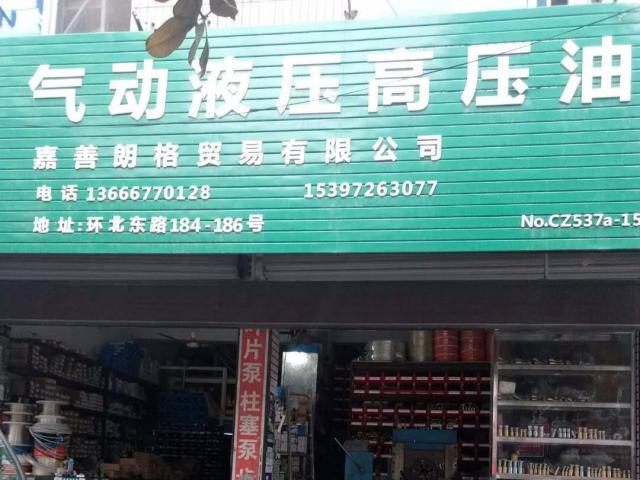 气动液压高压油
嘉善朗格贸易有限公司
电话 13666770128 15397263077
地址:环北东路184-186号 No.CZ537a-15
片泵柱塞泵